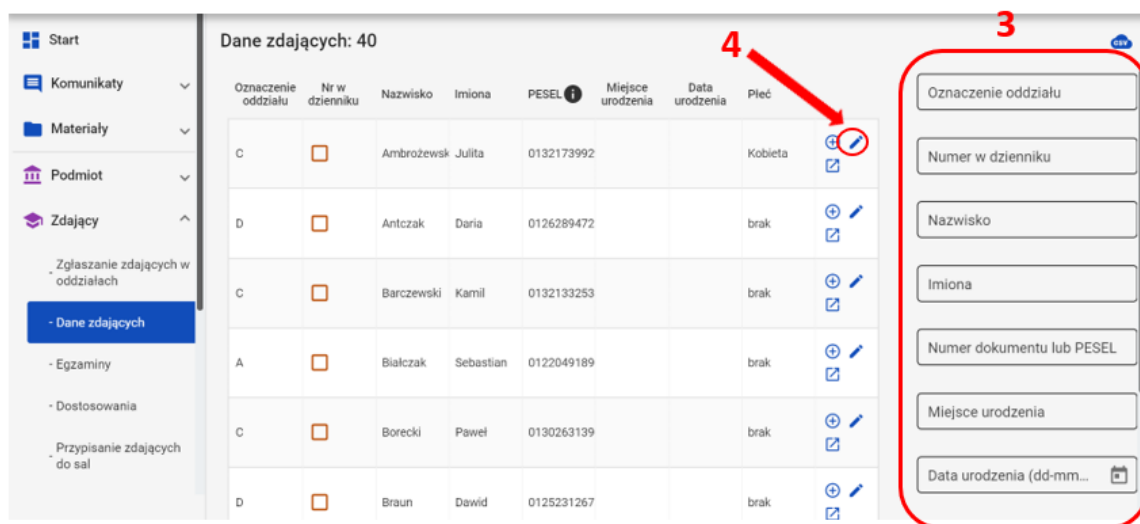 Start
Komunikaty
Materiały
Podmiot
Zdający
- Zgłaszanie zdających w
oddziałach
- Dane zdających
- Egzaminy
- Dostosowania
- Przypisanie zdających
do sal
Dane zdających: 40
4
3
CSV
Oznaczenie oddziału Nr w dzienniku Nazwisko Imiona PESEL Miejsce urodzenia Data urodzenia Płeć
C Ambrożewsk Julita 0132173992 Kobieta
D Antczak Daria 0126289472 brak
C Barczewski Kamil 0132133253 brak
A Białczak Sebastian 0122049189 brak
C Borecki Paweł 0130263139 brak
D Braun Dawid 0125231267 brak
Oznaczenie oddziału
Numer w dzienniku
Nazwisko
Imiona
Numer dokumentu lub PESEL
Miejsce urodzenia
Data urodzenia (dd-mm...